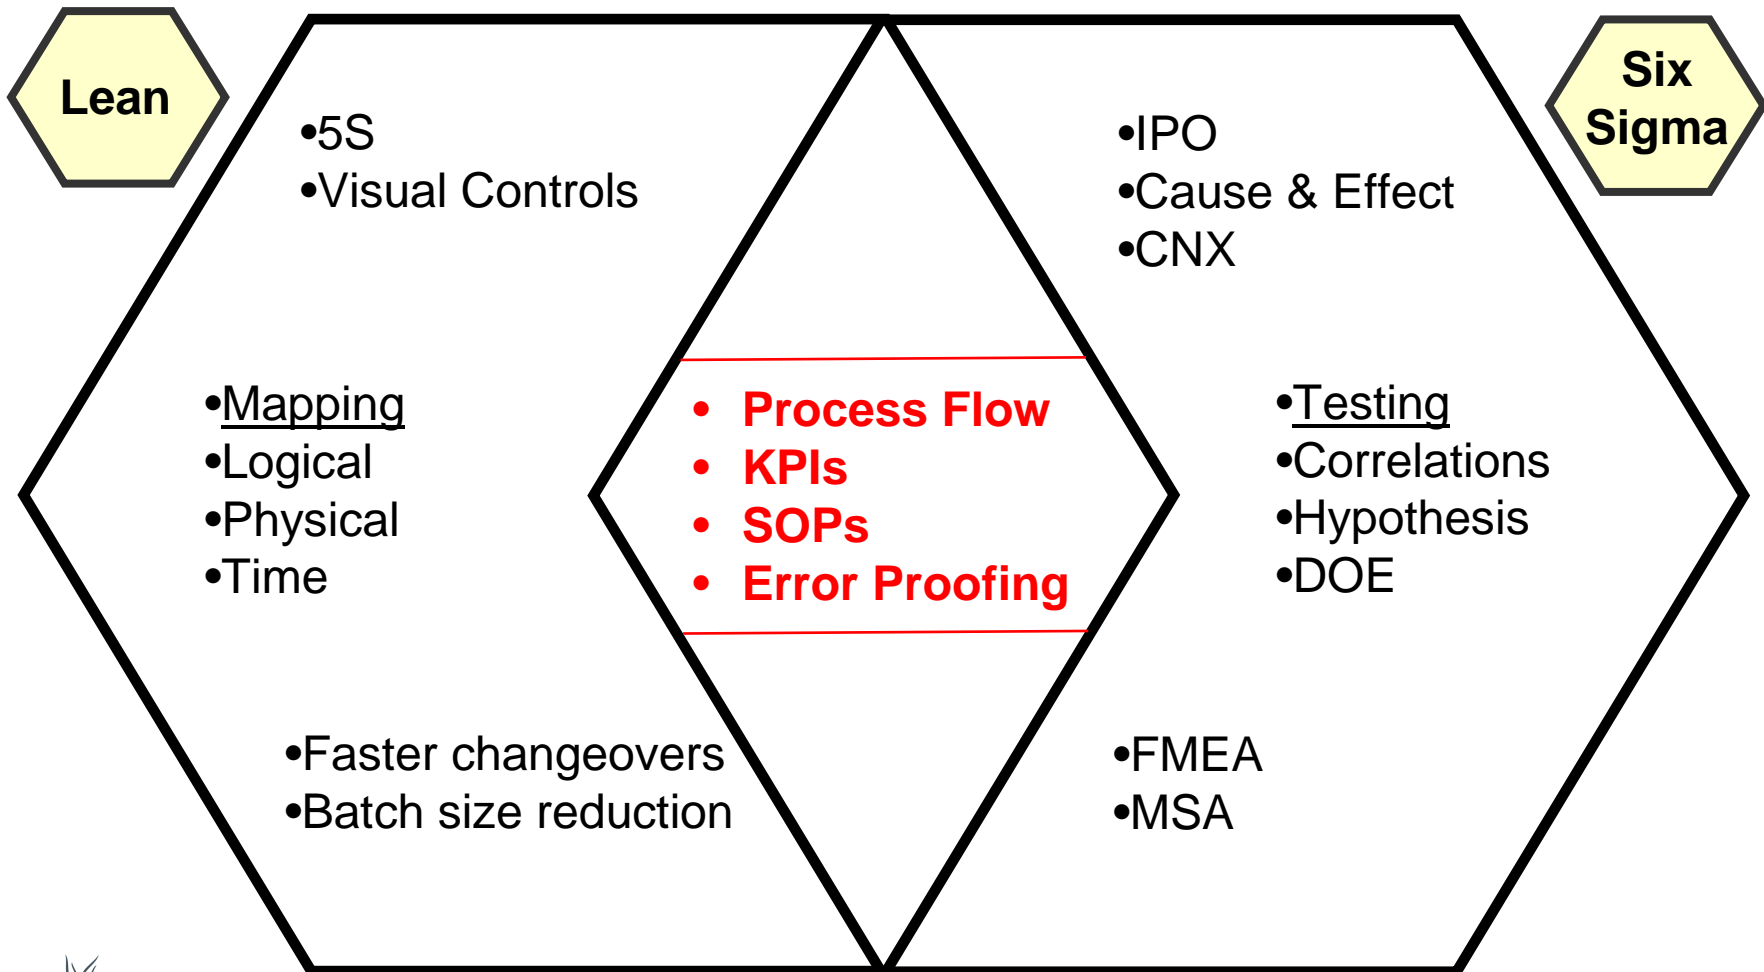 Lean
•5S
•Visual Controls
•Mapping
•Logical
•Physical
•Time
•Faster changeovers
•Batch size reduction
• Process Flow
• KPIs
• SOPs
• Error Proofing
Six
Sigma
•IPO
•Cause & Effect
•CNX
•Testing
•Correlations
•Hypothesis
•DOE
•FMEA
•MSA